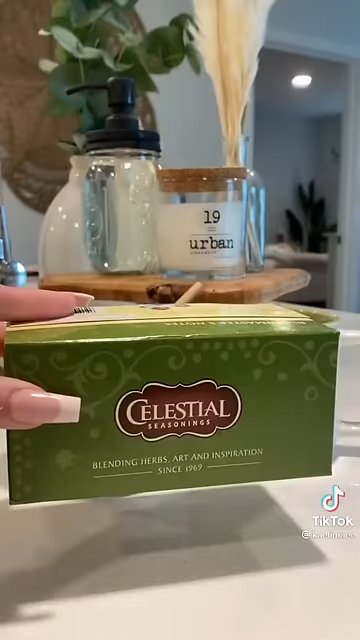 19
urban
CELESTIAL
SEASONINGS
BLENDING HERBS, ART AND INSPIRATION
SINCE 1969
TikTok